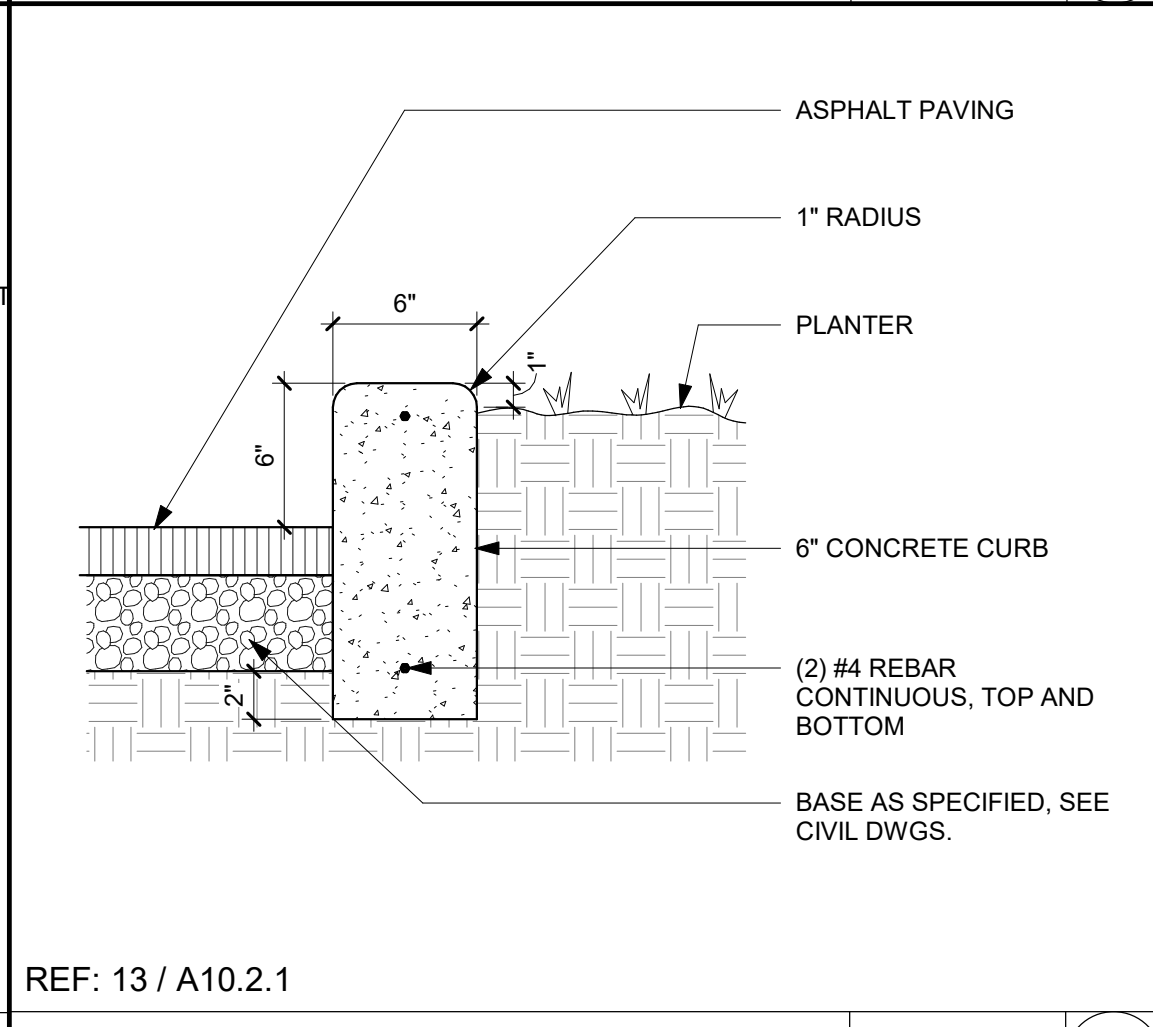 ASPHALT PAVING
1" RADIUS
6"
PLANTER
1"
6"
6" CONCRETE CURB
(2) #4 REBAR
CONTINUOUS, TOP AND
BOTTOM
2"
BASE AS SPECIFIED, SEE
CIVIL DWGS.
REF: 13 / A10.2.1